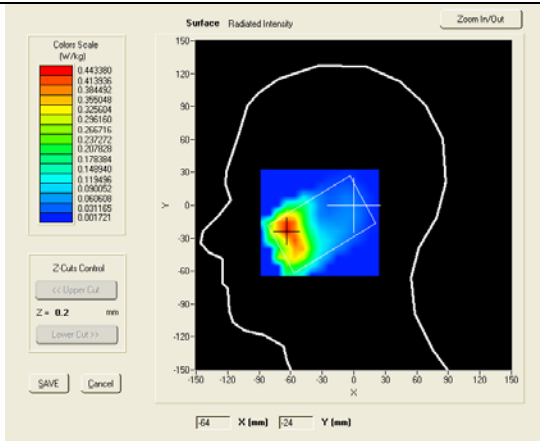 Surface Radiated Intensity
Zoom In/Out
Colors Scale
(W/kg)
0.443380
0.413936
0.384492
0.355048
0.325604
0.296160
0.266716
0.237272
0.207828
0.178384
0.148940
0.119496
0.090052
0.060608
0.031165
0.001721
150-
120-
90-
60-
30-
0-
-30-
-60-
-90-
-120-
-150-
Y
-150 -120 -90 -60 -30 0 30 60 90 120 150
X
Z-Cuts Control
<< Upper Cut
Z = 0.2 mm
Lower Cut >>
SAVE Cancel
-64 X (mm) -24 Y (mm)